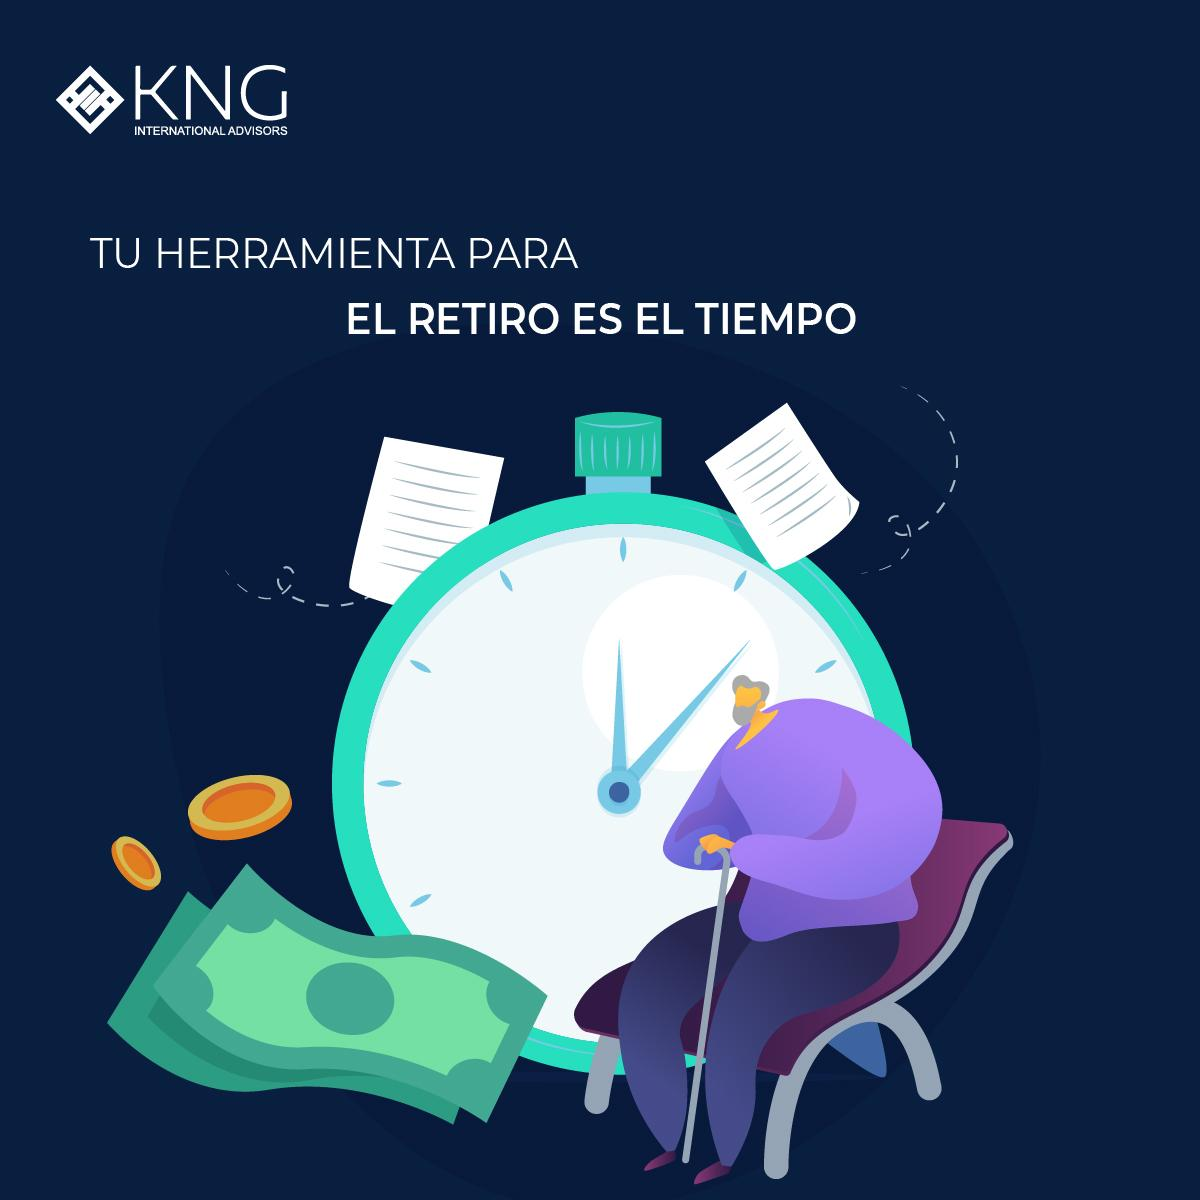 KNG
INTERNATIONAL ADVISORS
TU HERRAMIENTA PARA
EL RETIRO ES EL TIEMPO